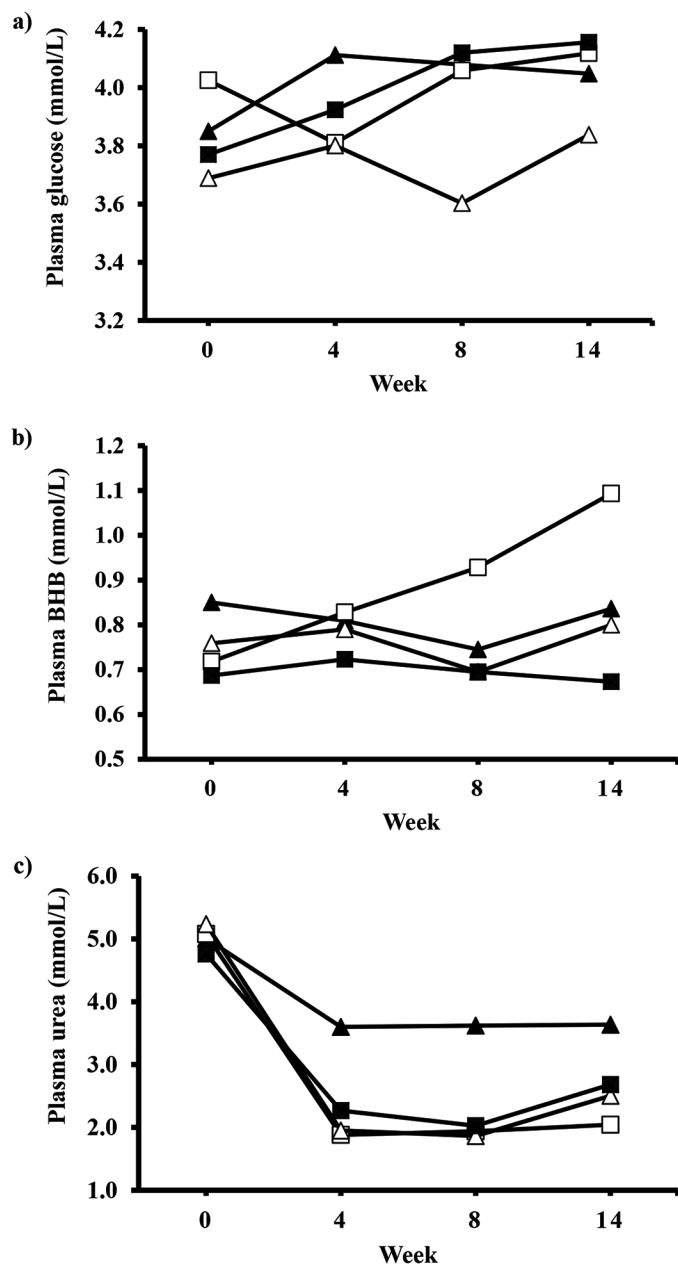 a)
Plasma glucose (mmol/L)
4.2
4.0
3.8
3.6
3.4
3.2
0 4 8 14
Week
b)
Plasma BHB (mmol/L)
1.2
1.1
1.0
0.9
0.8
0.7
0.6
0.5
0 4 8 14
Week
c)
Plasma urea (mmol/L)
6.0
5.0
4.0
3.0
2.0
1.0
0 4 8 14
Week